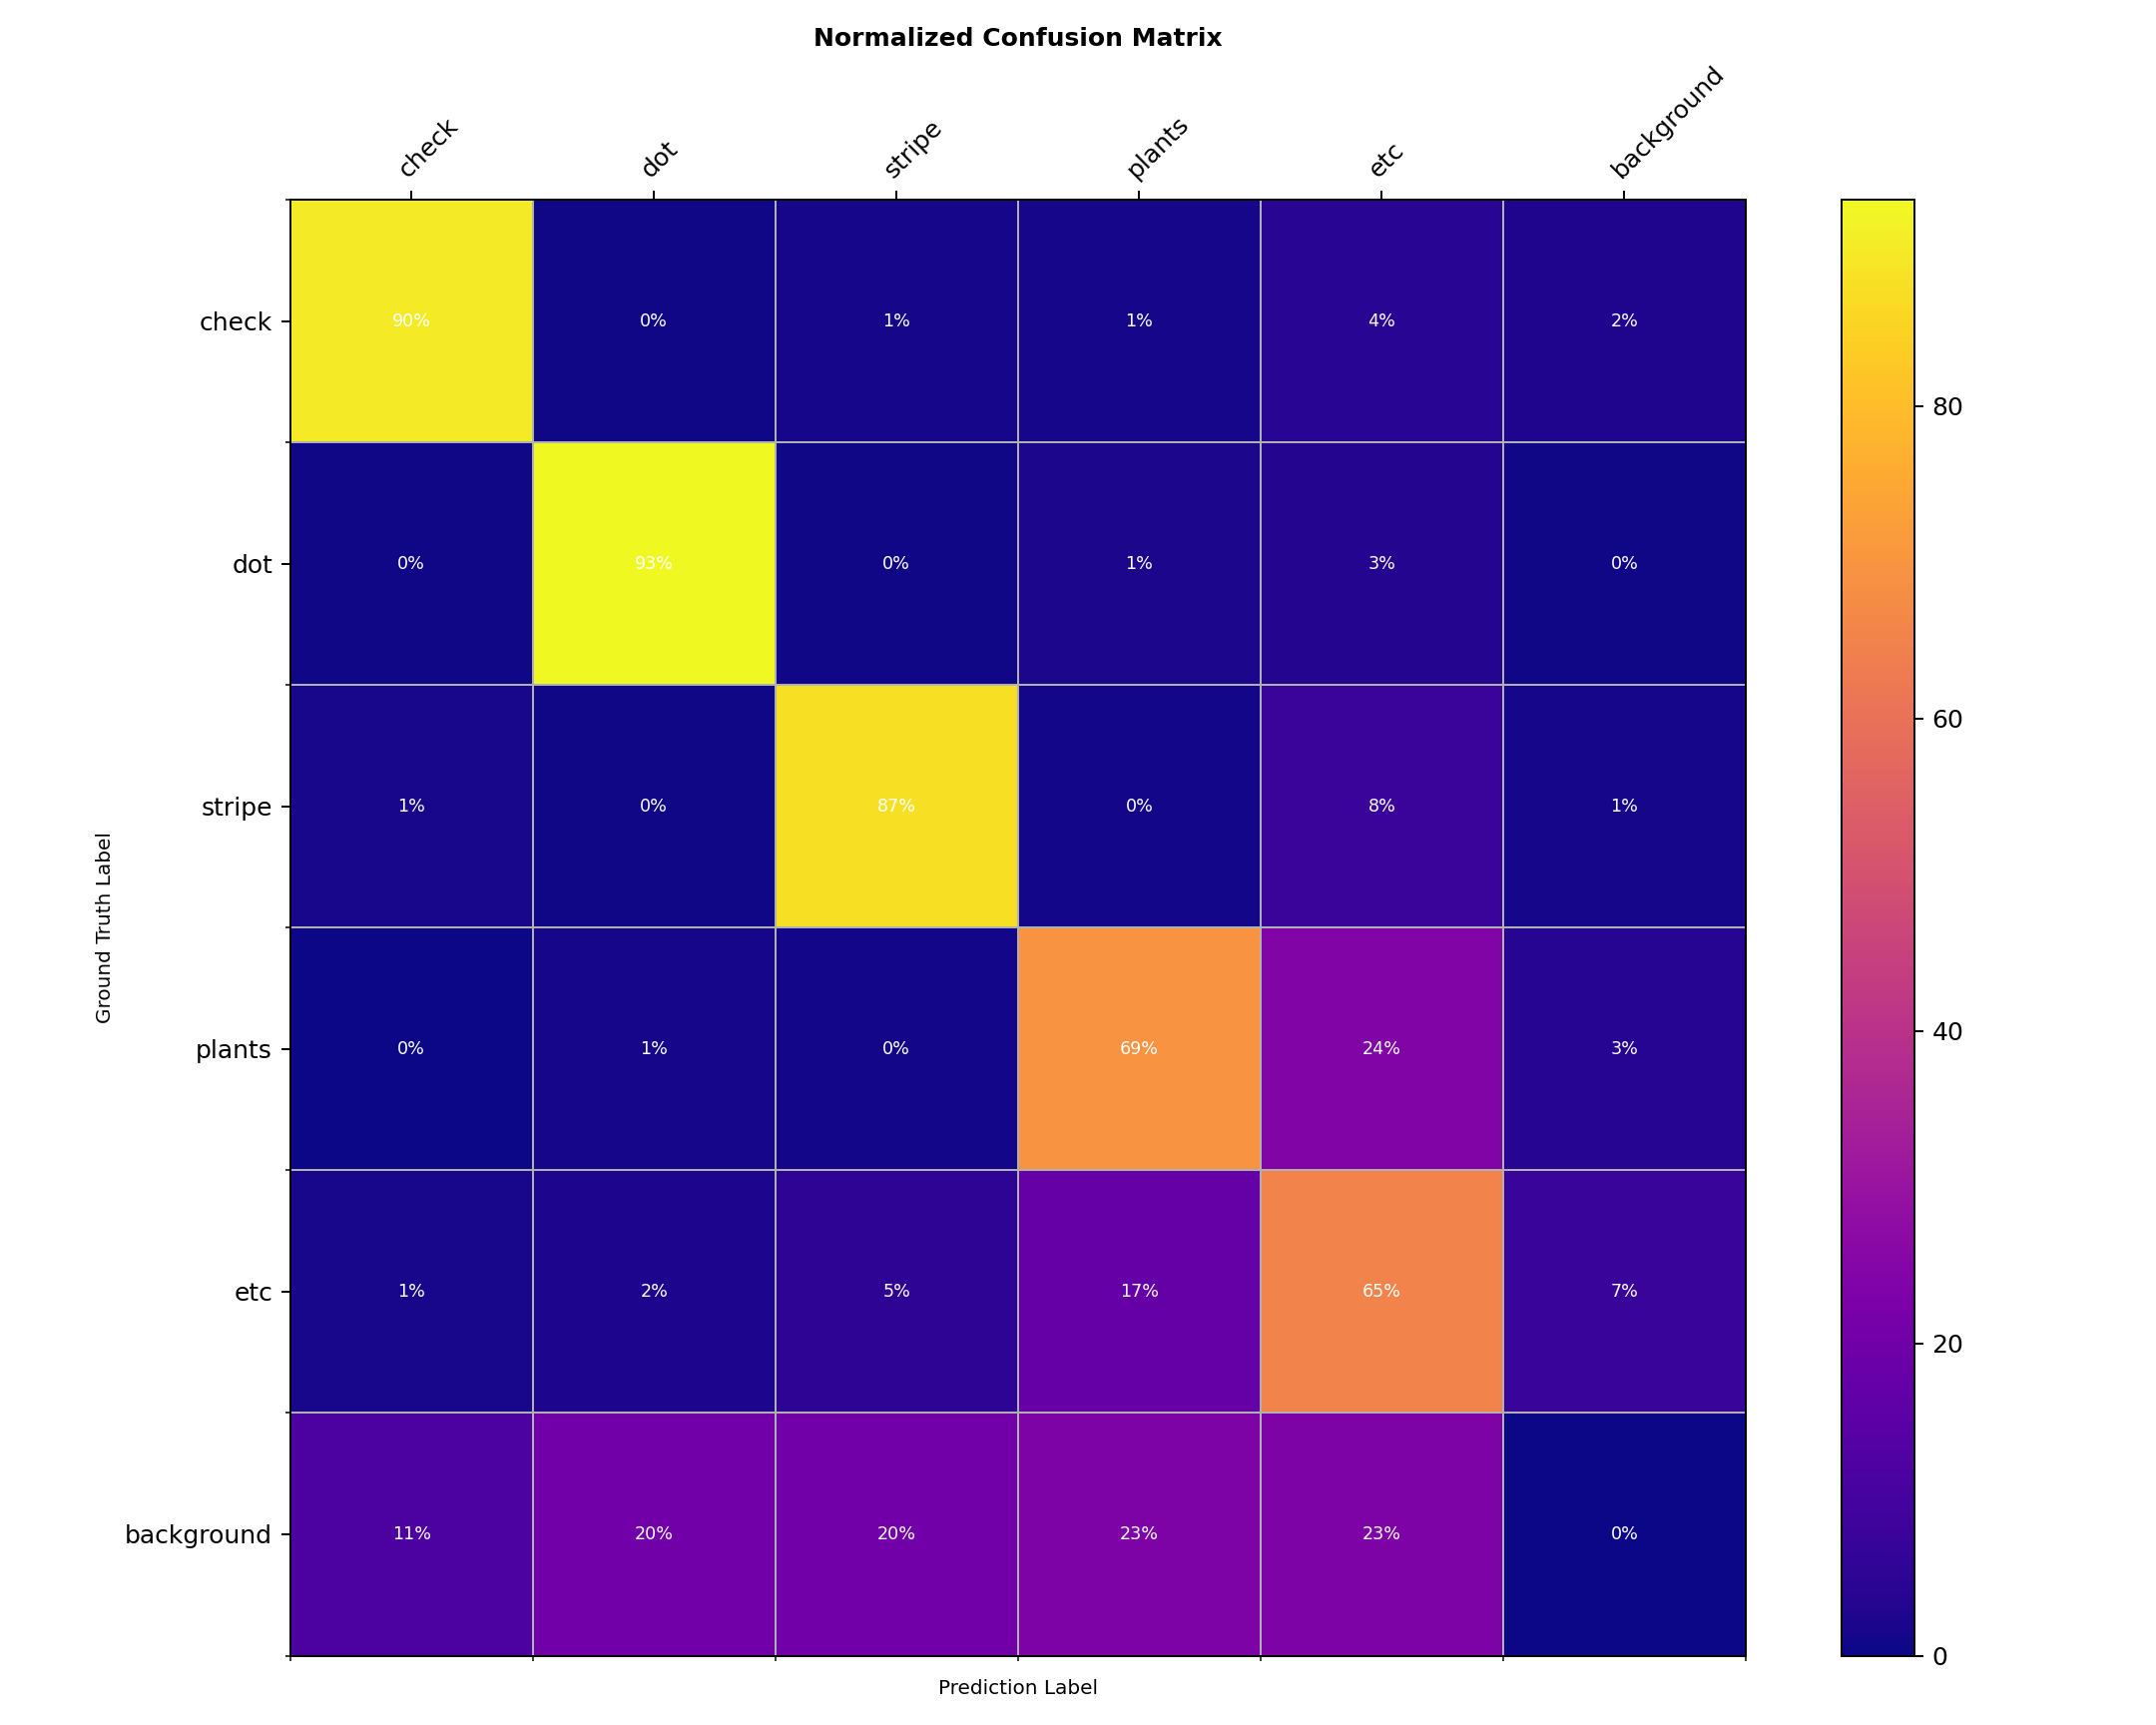 Normalized Confusion Matrix
check dot stripe plants etc background
check 90% 0% 1% 1% 4% 2%
dot 0% 93% 0% 1% 3% 0%
stripe 1% 0% 87% 0% 8% 1%
plants 0% 1% 0% 69% 24% 3%
etc 1% 2% 5% 17% 65% 7%
background 11% 20% 20% 23% 23% 0%
Ground Truth Label
Prediction Label
80
60
40
20
0